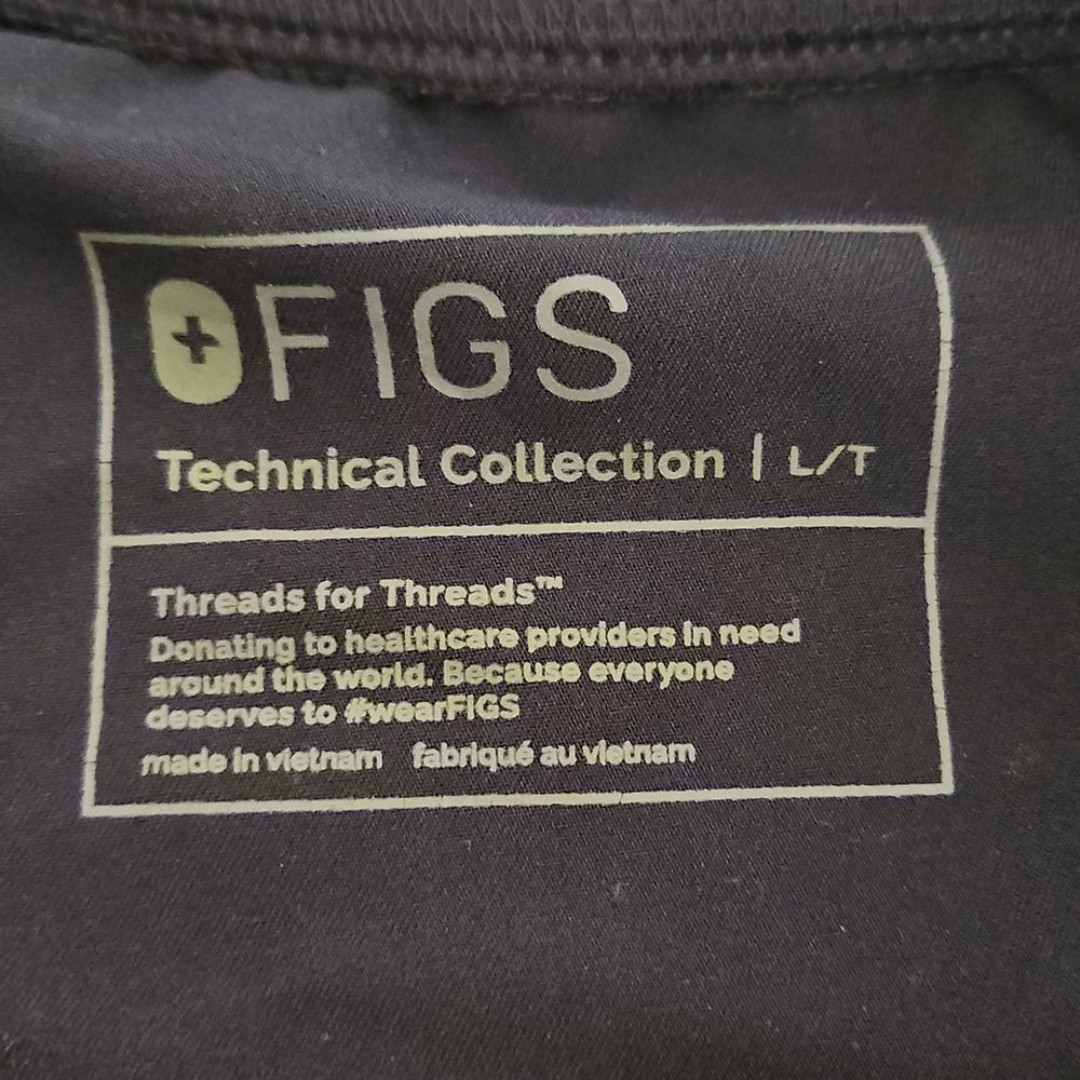 FIGS
Technical Collection | L/T
Threads for Threads™
Donating to healthcare providers in need
around the world. Because everyone
deserves to #wearFIGS
made in vietnam fabriqué au vietnam